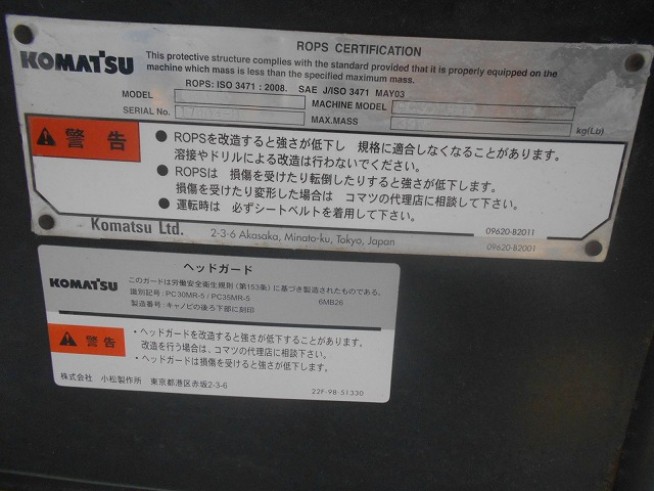 ROPS CERTIFICATION
KOMATSU
This protective structure complies with the standard provided that it is properly equipped on the
machine which mass is less than the specified maximum mass.
ROPS: ISO 3471 : 2008. SAE J/ISO 3471 MAY03
MODEL
MACHINE MODEL
SERIAL No.
MAX.MASS
kg(Lb)
警告
● ROPSを改造すると強さが低下し 規格に適合しなくなることがあります。
溶接やドリルによる改造は行わないでください。
● ROPSは 損傷を受けたり転倒したりすると強さが低下します。
損傷を受けたり変形した場合は コマツの代理店に相談して下さい。
● 運転時は 必ずシートベルトを着用して下さい。
09620-B2011
Komatsu Ltd.
2-3-6 Akasaka, Minato-ku, Tokyo, Japan
09620-B2001
ヘッドガード
KOMATSU
このガードは労働安全衛生規則(第153条)に基づき製造されたものである。
識別記号:PC30MR-5 / PC35MR-5
6MB26
製造番号:キャノピの後ろ下部に刻印
警告
・ヘッドガードを改造すると強さが低下することがあります。
改造を行う場合は、コマツの代理店に相談下さい。
・ヘッドガードは損傷を受けると強さが低下します。
株式会社 小松製作所 東京都港区赤坂2-3-6
22F-98-51330